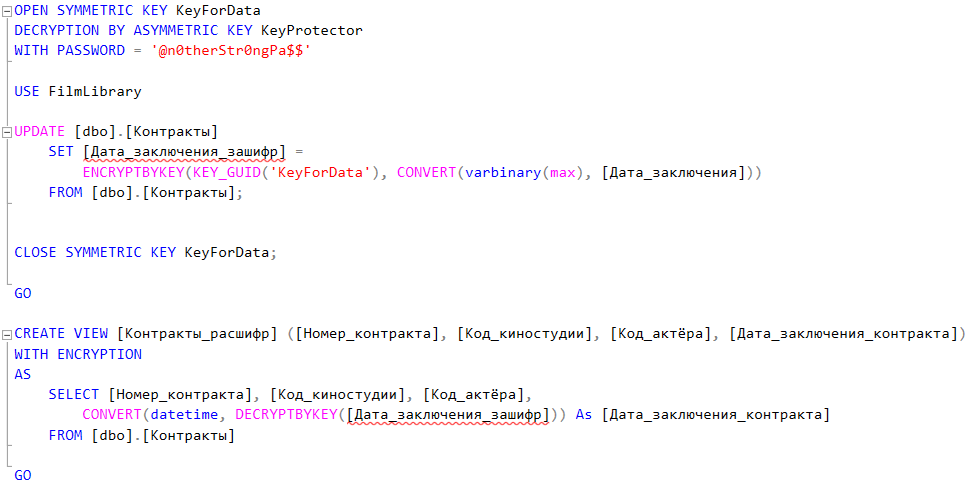 OPEN SYMMETRIC KEY KeyForData
DECRYPTION BY ASYMMETRIC KEY KeyProtector
WITH PASSWORD = '@n0therStr0ngPa$$'
USE FilmLibrary
UPDATE [dbo].[Контракты]
SET [Дата_заключения_зашифр] =
ENCRYPTBYKEY(KEY_GUID('KeyForData'), CONVERT(varbinary(max), [Дата_заключения]))
FROM [dbo].[Контракты];
CLOSE SYMMETRIC KEY KeyForData;
GO
CREATE VIEW [Контракты_расшифр] ([Номер_контракта], [Код_киностудии], [Код_актёра], [Дата_заключения_контракта])
WITH ENCRYPTION
AS
SELECT [Номер_контракта], [Код_киностудии], [Код_актёра],
CONVERT(datetime, DECRYPTBYKEY([Дата_заключения_зашифр])) As [Дата_заключения_контракта]
FROM [dbo].[Контракты]
GO